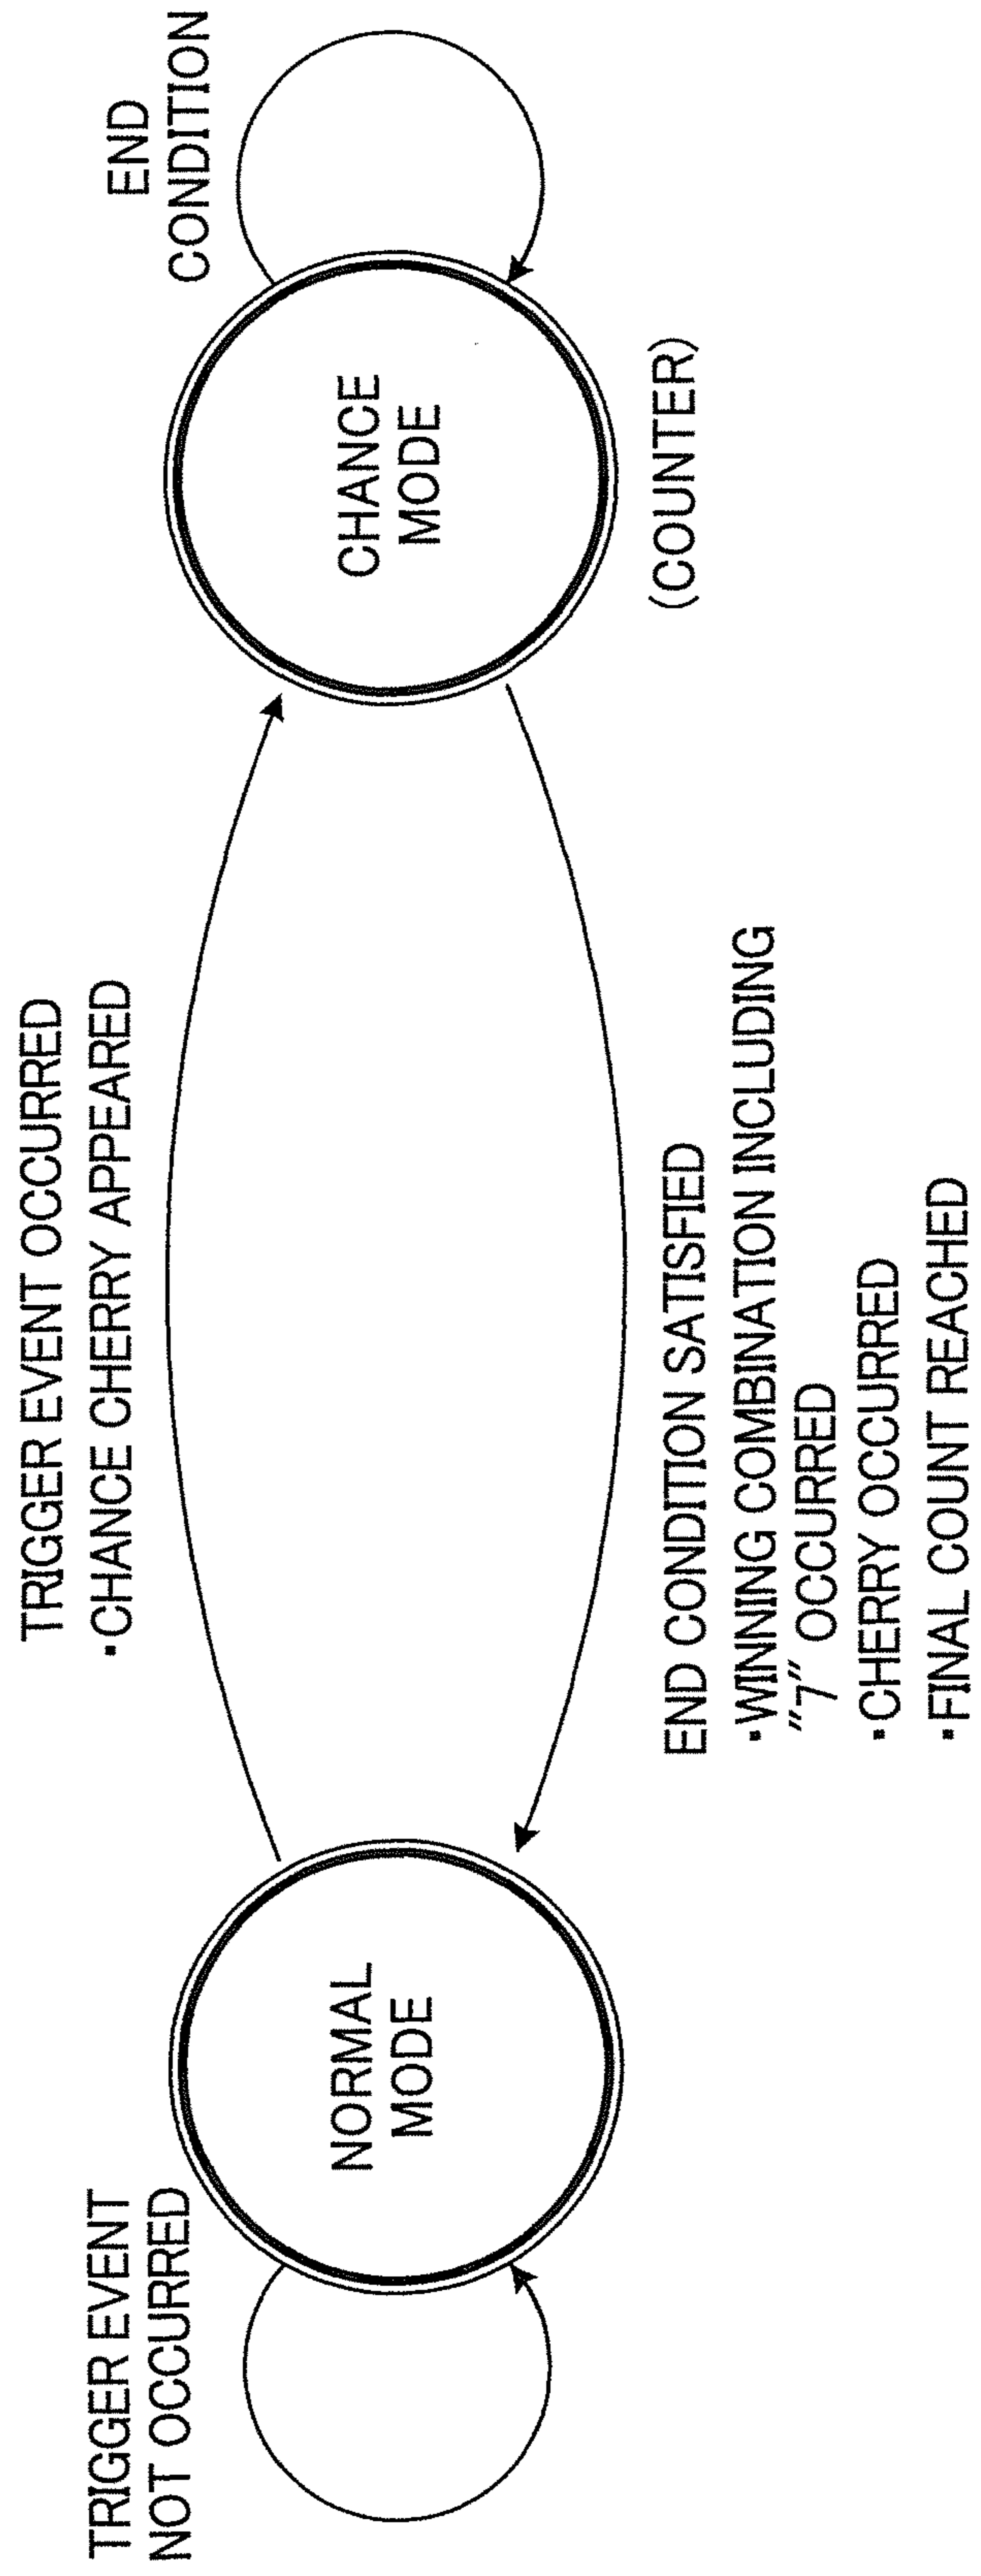 TRIGGER EVENT
NOT OCCURRED
NORMAL
MODE
TRIGGER EVENT OCCURRED
·CHANCE CHERRY APPEARED
END CONDITION SATISFIED
·WINNING COMBINATION INCLUDING
"7" OCCURRED
·CHERRY OCCURRED
·FINAL COUNT REACHED
CHANCE
MODE
(COUNTER)
END
CONDITION